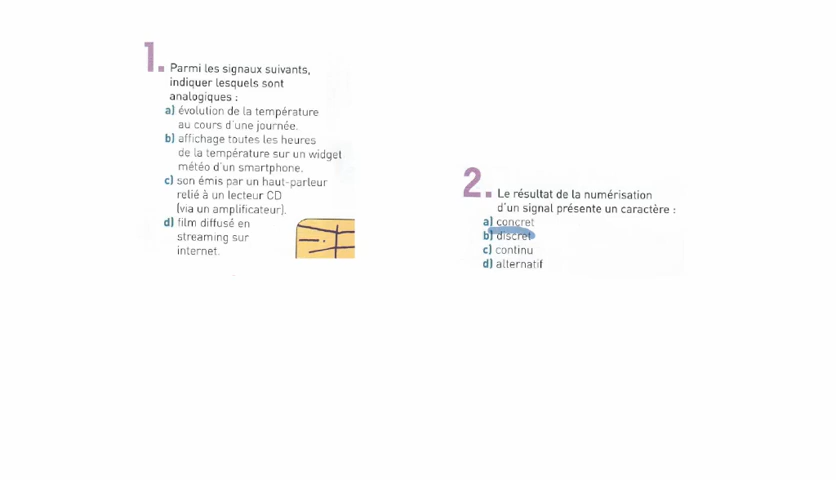 1. Parmi les signaux suivants,
indiquer lesquels sont
analogiques :
a) évolution de la température
au cours d'une journée.
b) affichage toutes les heures
de la température sur un widget
météo d'un smartphone.
c) son émis par un haut-parleur
relié à un lecteur CD
(via un amplificateur).
d) film diffusé en
streaming sur
internet.
2. Le résultat de la numérisation
d'un signal présente un caractère :
a) concret
b) discret
c) continu
d) alternatif